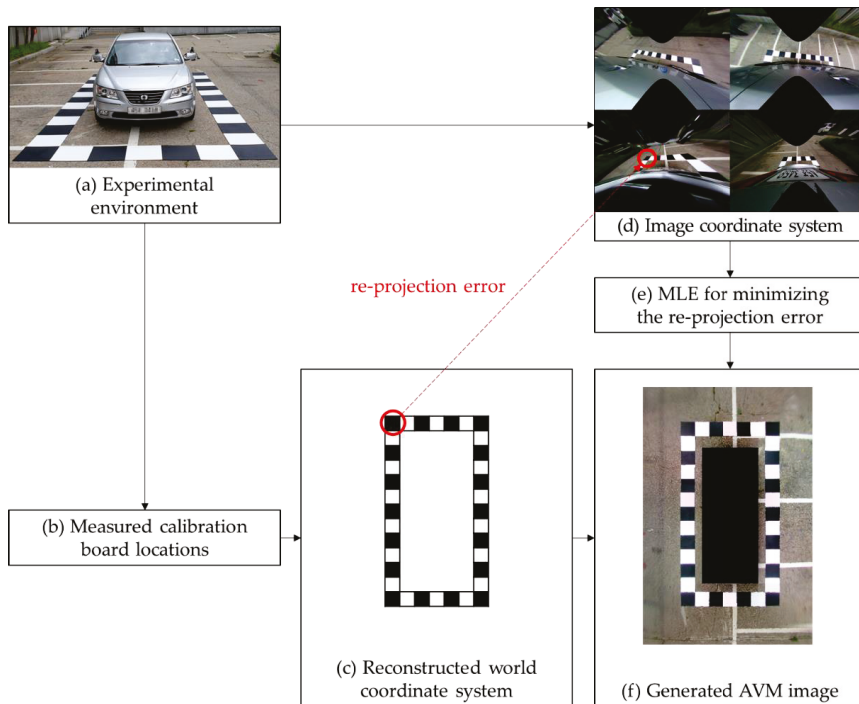 (a) Experimental
environment
(d) Image coordinate system
re-projection error
(e) MLE for minimizing
the re-projection error
(b) Measured calibration
board locations
(c) Reconstructed world
coordinate system
(f) Generated AVM image